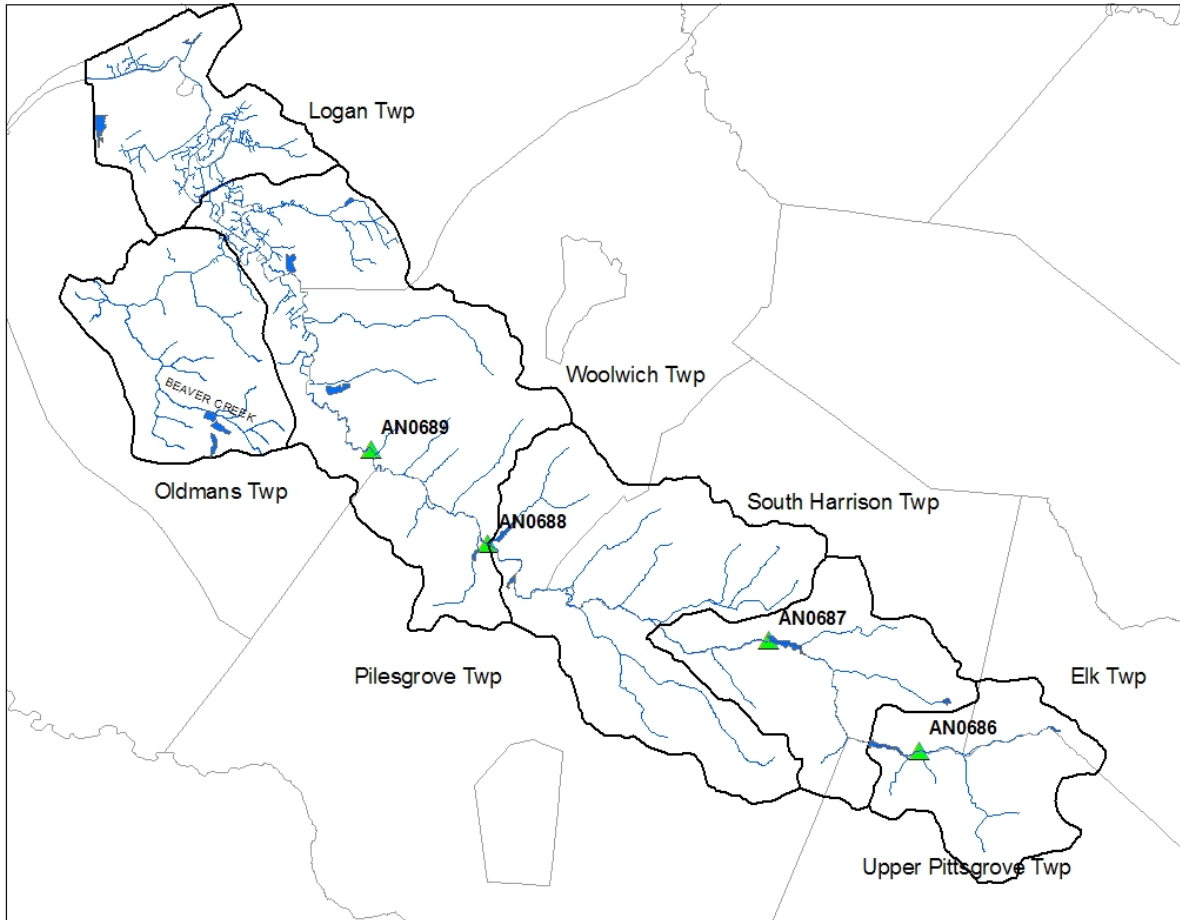 Logan Twp
Woolwich Twp
BEAVER CREEK
AN0689
Oldmans Twp
South Harrison Twp
AN0688
AN0687
Pilesgrove Twp
Elk Twp
AN0686
Upper Pittsgrove Twp